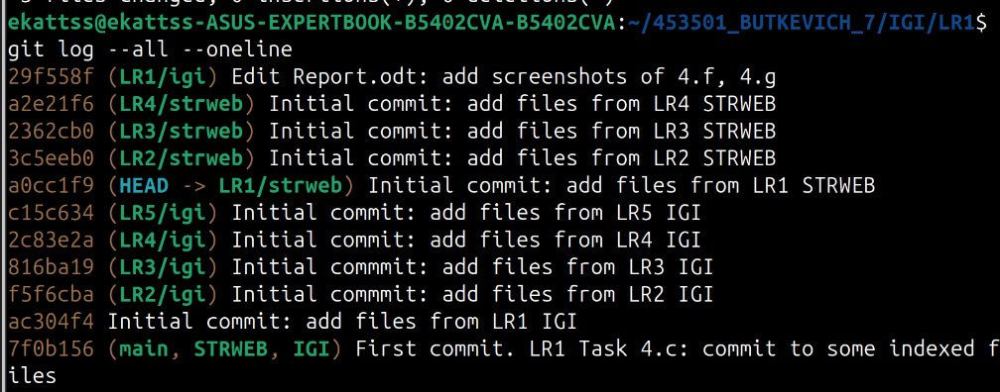 ekattss@ekattss-ASUS-EXPERTBOOK-B5402CVA-B5402CVA:~/453501_BUTKEVICH_7/IGI/LR1$
git log --all --oneline
29f558f (LR1/igi) Edit Report.odt: add screenshots of 4.f, 4.g
a2e21f6 (LR4/strweb) Initial commit: add files from LR4 STRWEB
2362cb0 (LR3/strweb) Initial commit: add files from LR3 STRWEB
3c5eeb0 (LR2/strweb) Initial commit: add files from LR2 STRWEB
a0cc1f9 (HEAD -> LR1/strweb) Initial commit: add files from LR1 STRWEB
c15c634 (LR5/igi) Initial commit: add files from LR5 IGI
2c83e2a (LR4/igi) Initial commit: add files from LR4 IGI
816ba19 (LR3/igi) Initial commit: add files from LR3 IGI
f5f6cba (LR2/igi) Initial commit: add files from LR2 IGI
ac304f4 Initial commit: add files from LR1 IGI
7f0b156 (main, STRWEB, IGI) First commit. LR1 Task 4.c: commit to some indexed f
iles